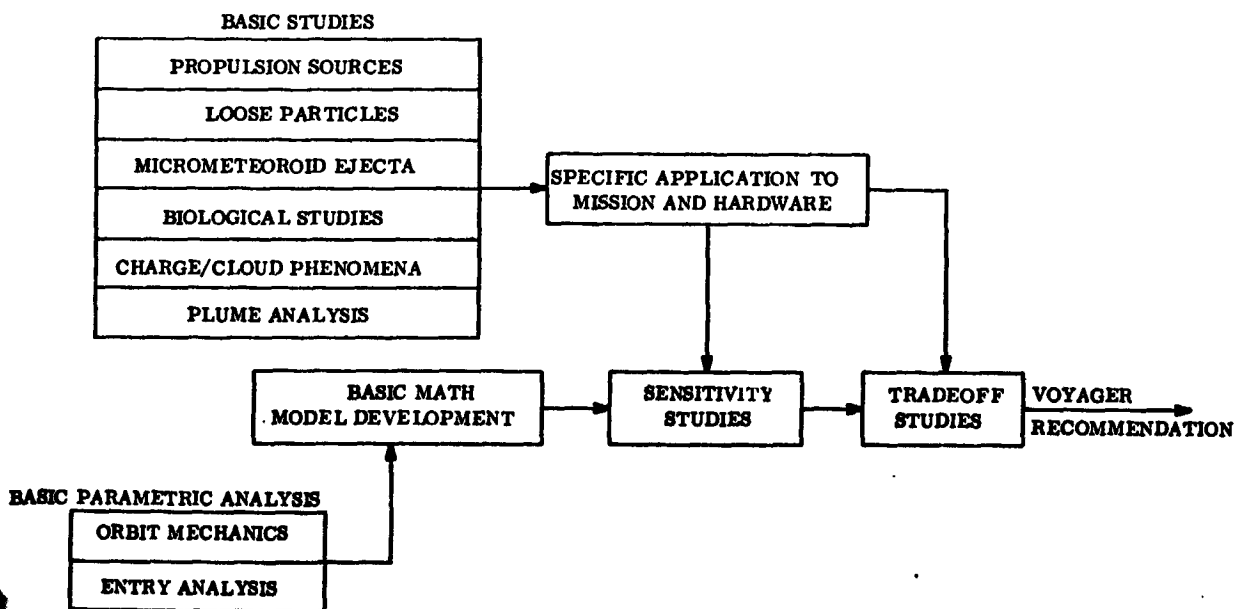 BASIC STUDIES
PROPULSION SOURCES
LOOSE PARTICLES
MICROMETEOROID EJECTA
BIOLOGICAL STUDIES
CHARGE/CLOUD PHENOMENA
PLUME ANALYSIS
SPECIFIC APPLICATION TO
MISSION AND HARDWARE
BASIC MATH
MODEL DEVELOPMENT
SENSITIVITY
STUDIES
TRADEOFF
STUDIES
VOYAGER
RECOMMENDATION
BASIC PARAMETRIC ANALYSIS
ORBIT MECHANICS
ENTRY ANALYSIS